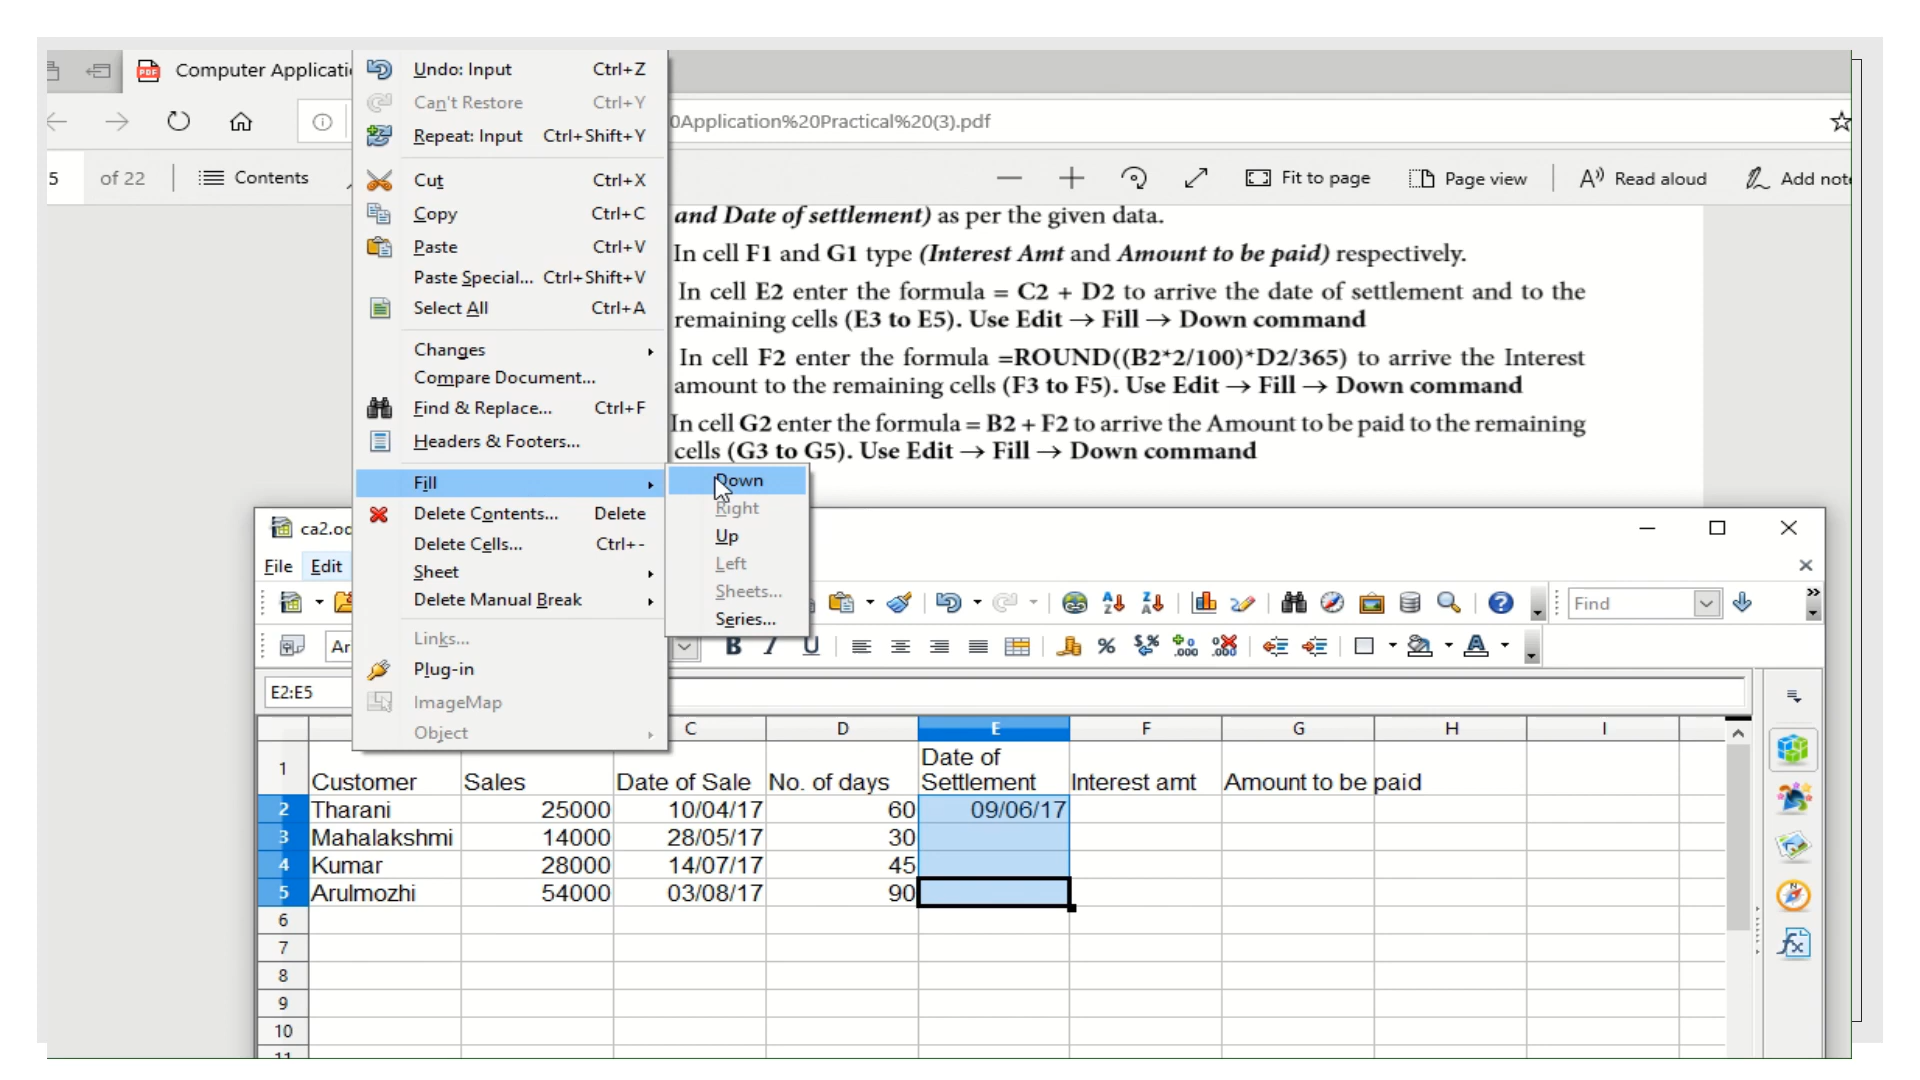 Computer Applicati
0Application%20Practical%20(3).pdf
5 of 22 Contents Fit to page Page view Read aloud Add note
Undo: Input Ctrl+Z
Can't Restore Ctrl+Y
Repeat: Input Ctrl+Shift+Y
Cut Ctrl+X
Copy Ctrl+C
Paste Ctrl+V
Paste Special... Ctrl+Shift+V
Select All Ctrl+A
Changes
Compare Document...
Find & Replace... Ctrl+F
Headers & Footers...
Fill
Delete Contents... Delete
Delete Cells... Ctrl+-
Sheet
Delete Manual Break
Links...
Plug-in
ImageMap
Object
Down
Right
Up
Left
Sheets...
Series...
and Date of settlement) as per the given data.
In cell F1 and G1 type (Interest Amt and Amount to be paid) respectively.
In cell E2 enter the formula = C2 + D2 to arrive the date of settlement and to the
remaining cells (E3 to E5). Use Edit → Fill → Down command
In cell F2 enter the formula =ROUND((B2*2/100)*D2/365) to arrive the Interest
amount to the remaining cells (F3 to F5). Use Edit → Fill → Down command
In cell G2 enter the formula = B2 + F2 to arrive the Amount to be paid to the remaining
cells (G3 to G5). Use Edit → Fill → Down command
ca2.od
File Edit
Find
Ar B I U
E2:E5
C D E F G H I
1 Customer Sales Date of Sale No. of days Date of
Settlement Interest amt Amount to be paid
2 Tharani 25000 10/04/17 60 09/06/17
3 Mahalakshmi 14000 28/05/17 30
4 Kumar 28000 14/07/17 45
5 Arulmozhi 54000 03/08/17 90
6
7
8
9
10
11